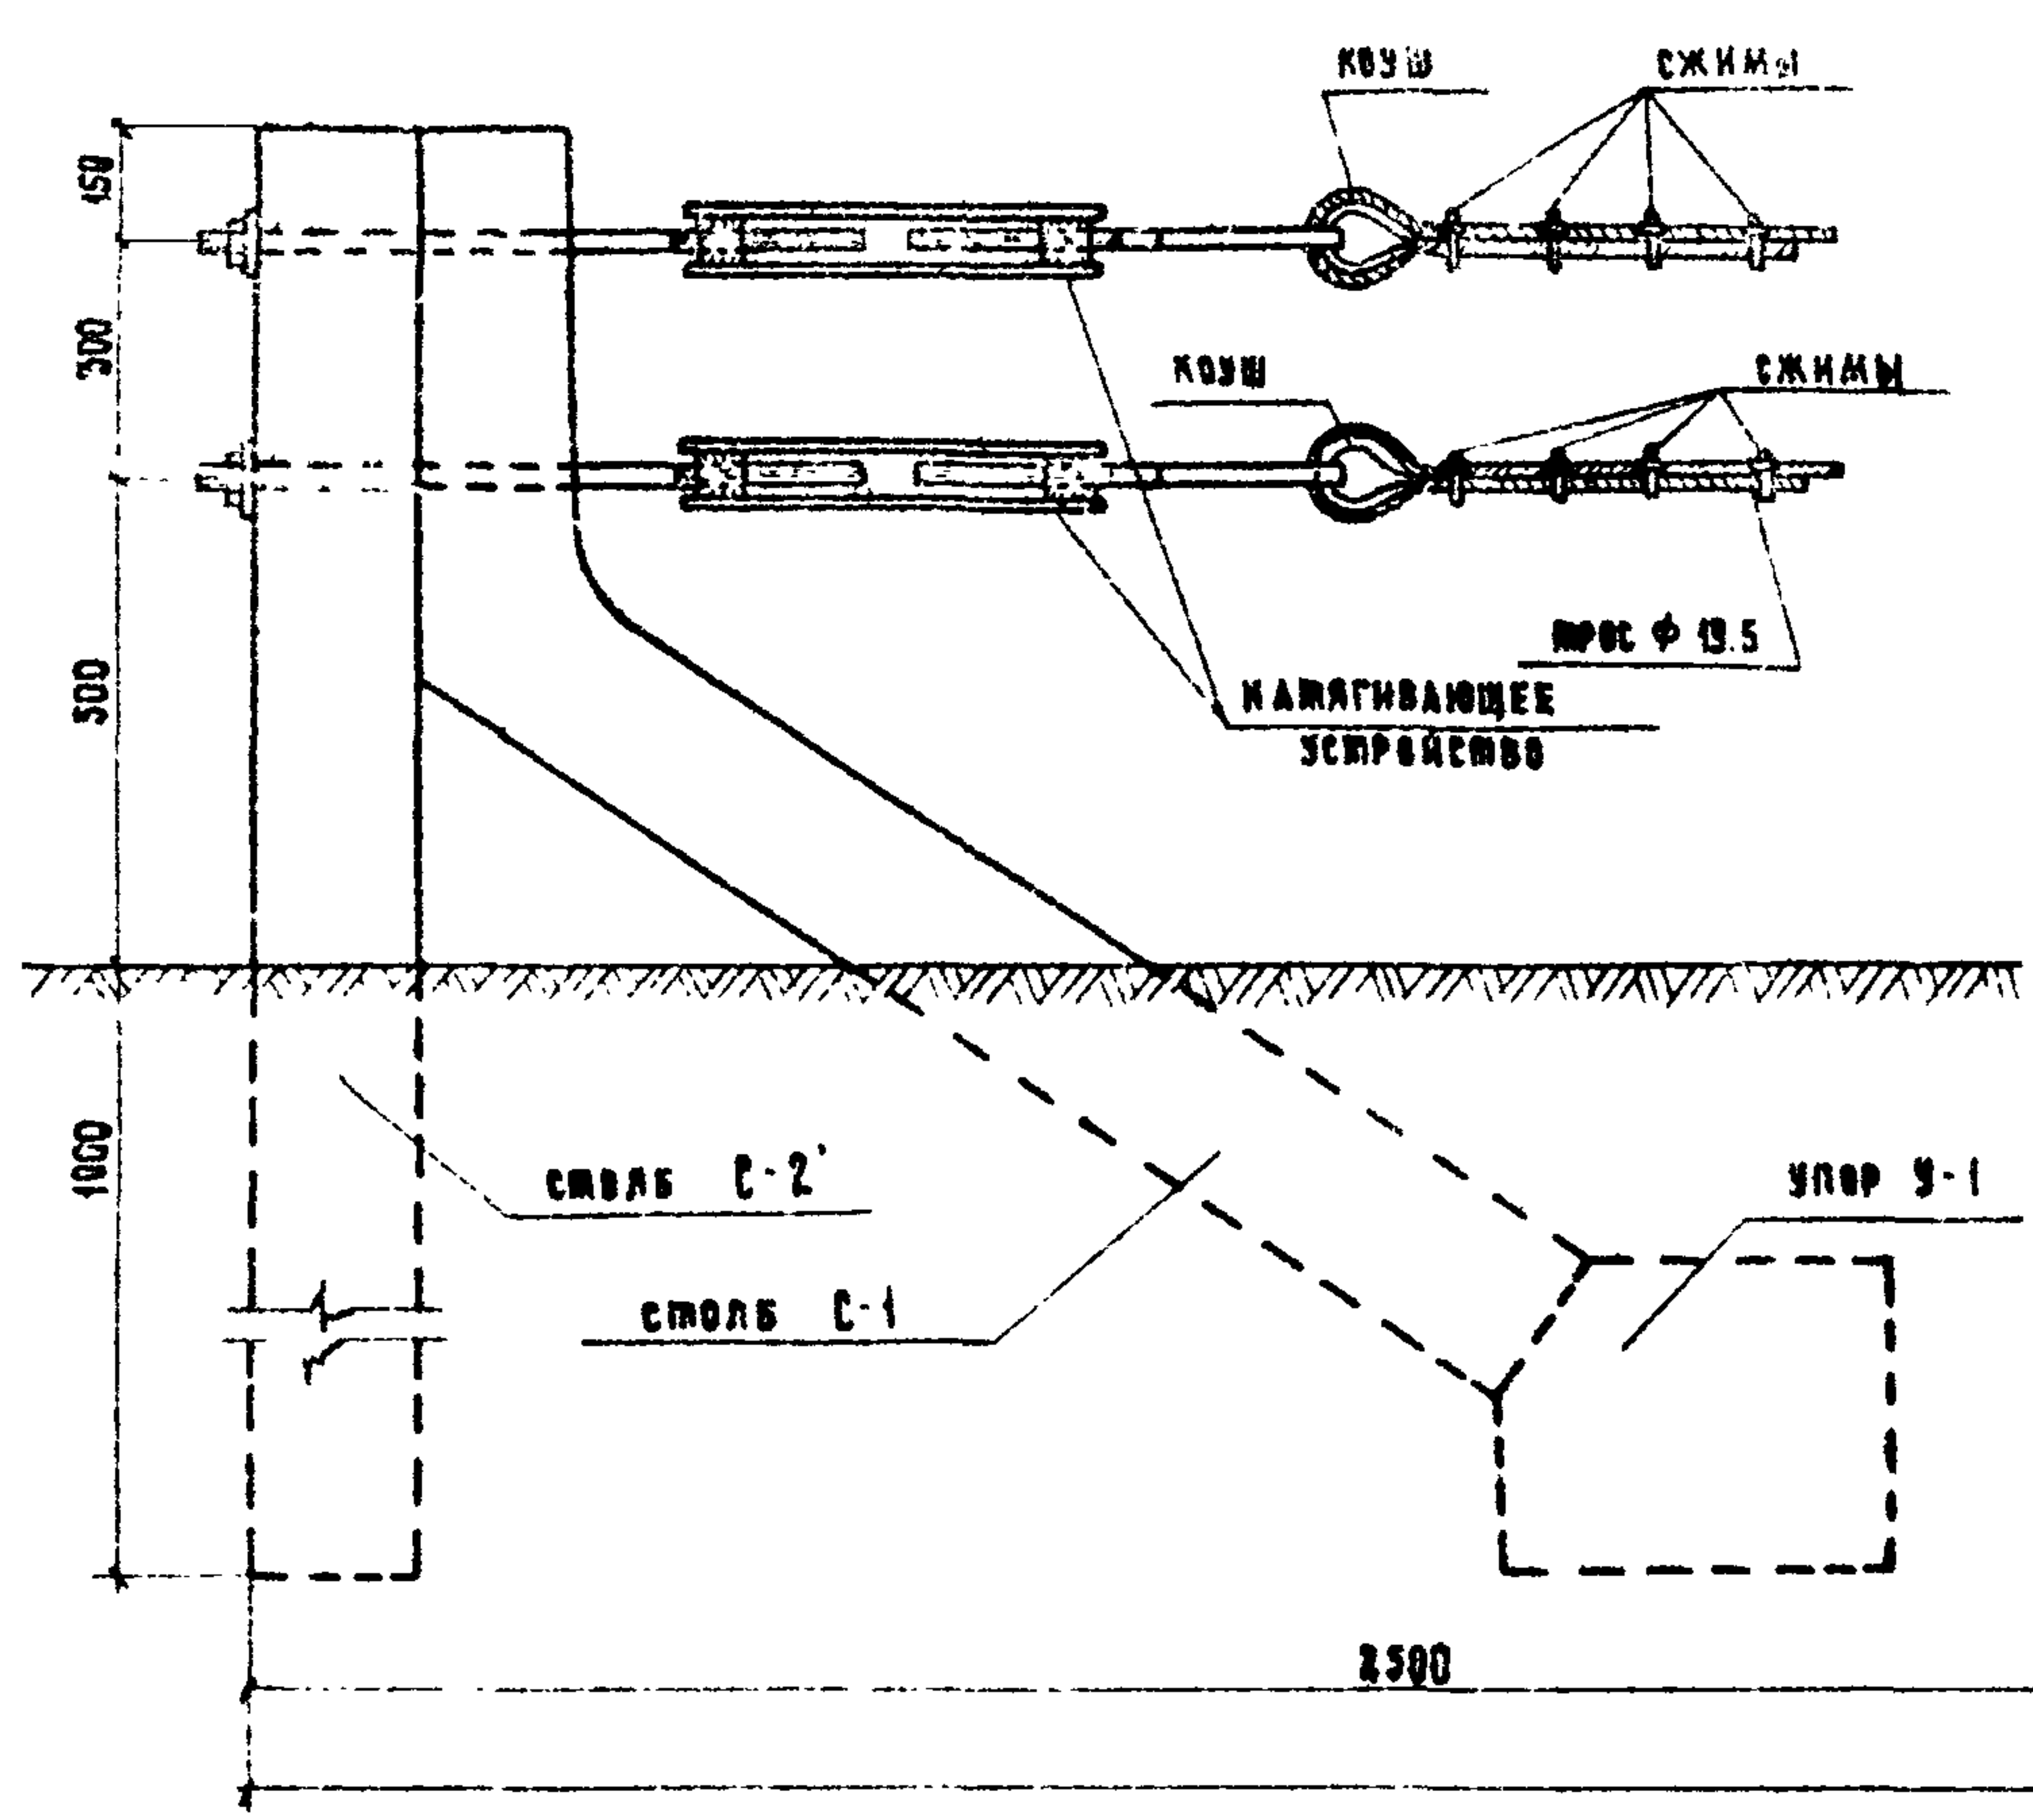 КОУШ
СЖИМЫ
150
300
КОУШ
СЖИМЫ
500
ТРОС Ф 19.5
НАТЯГИВАЮЩЕЕ
УСТРОЙСТВО
1000
СТОЛБ С-2
УПОР У-1
СТОЛБ С-1
2500